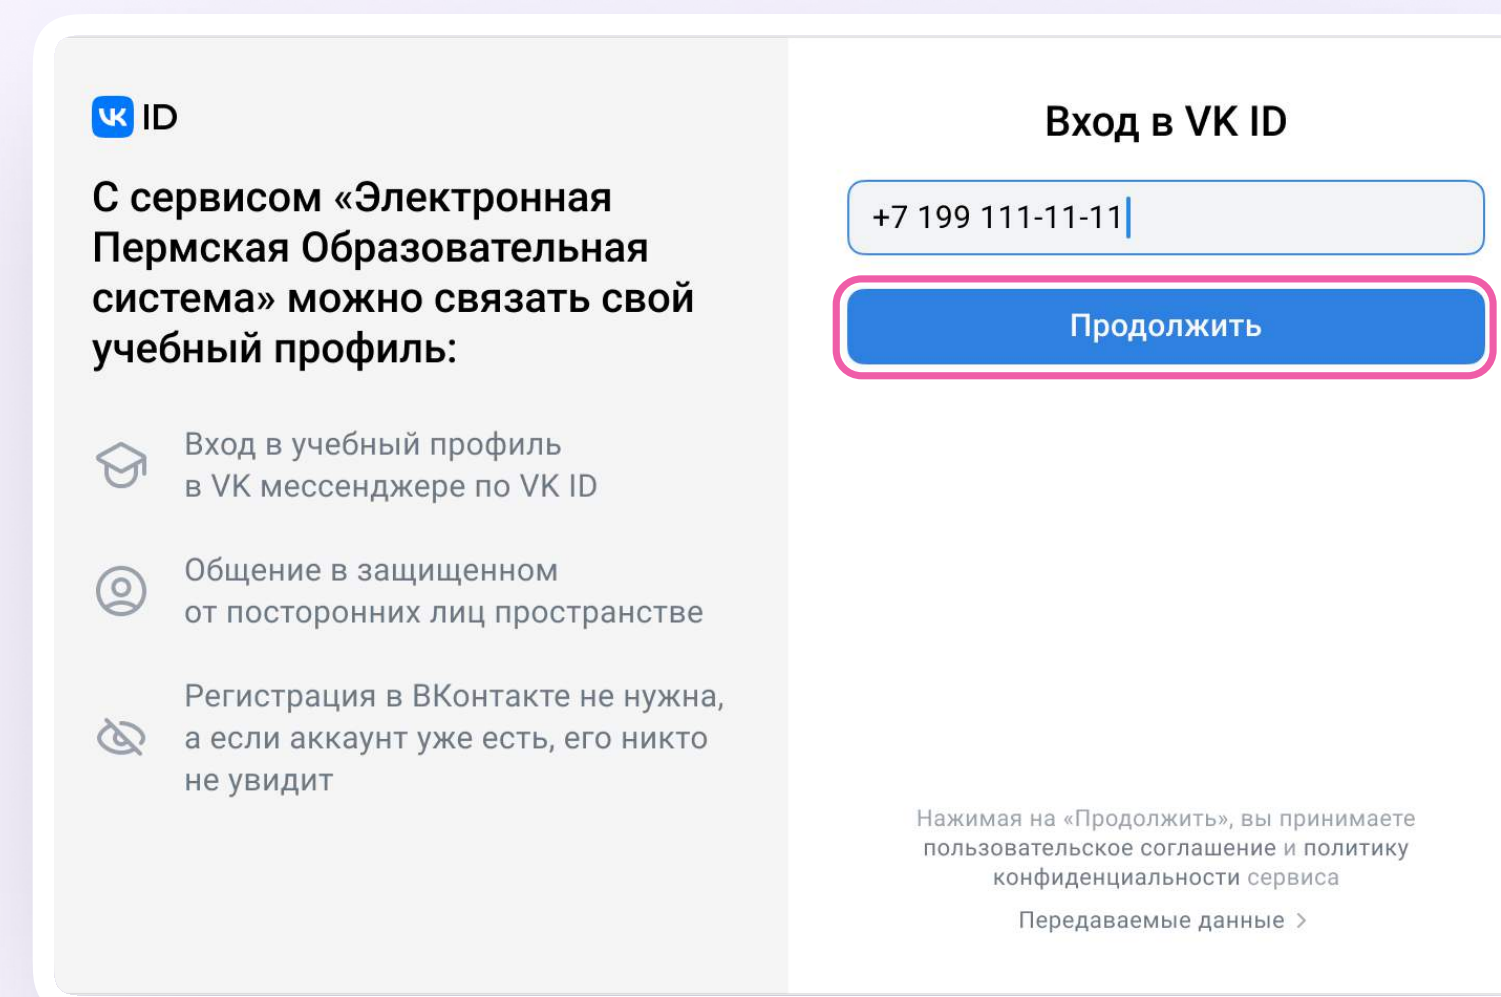 VK ID
С сервисом «Электронная
Пермская Образовательная
система» можно связать свой
учебный профиль:
Вход в учебный профиль
в VK мессенджере по VK ID
Общение в защищенном
от посторонних лиц пространстве
Регистрация в ВКонтакте не нужна,
а если аккаунт уже есть, его никто
не увидит
Вход в VK ID
+7 199 111-11-11
Продолжить
Нажимая на «Продолжить», вы принимаете
пользовательское соглашение и политику
конфиденциальности сервиса
Передаваемые данные